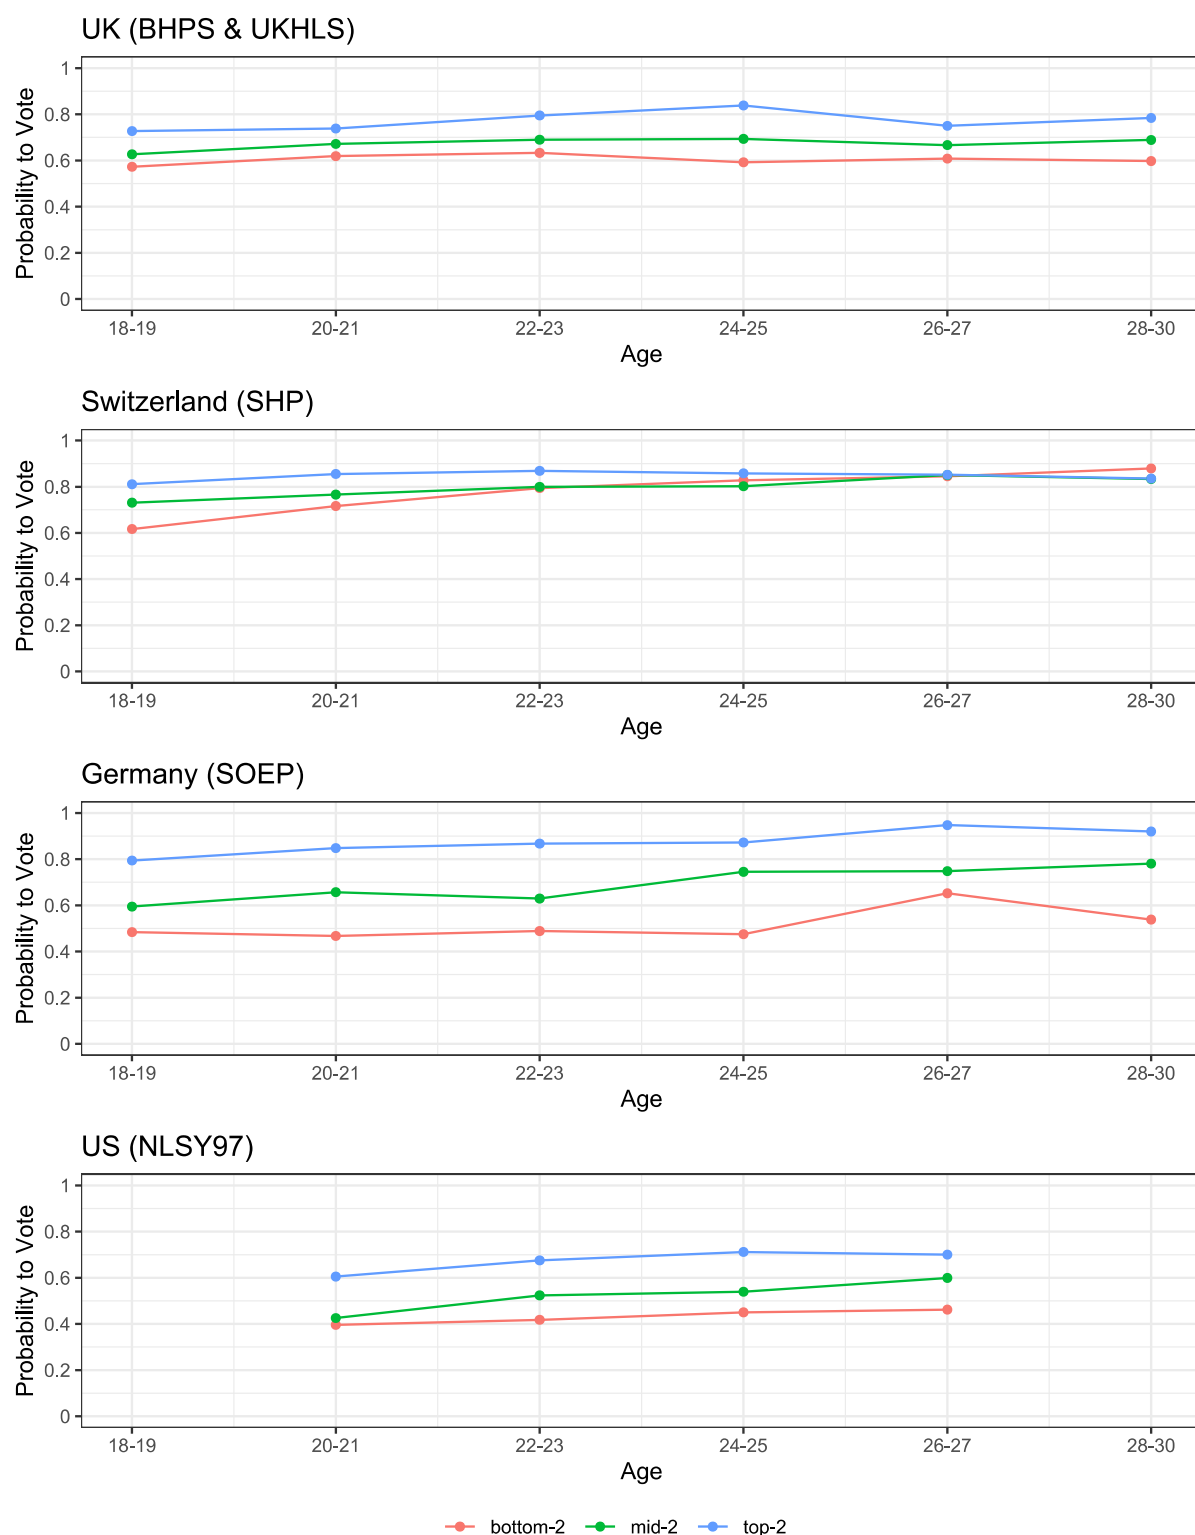 UK (BHPS & UKHLS)
Probability to Vote
1
0.8
0.6
0.4
0.2
0
18-19 20-21 22-23 24-25 26-27 28-30
Age
Switzerland (SHP)
Probability to Vote
1
0.8
0.6
0.4
0.2
0
18-19 20-21 22-23 24-25 26-27 28-30
Age
Germany (SOEP)
Probability to Vote
1
0.8
0.6
0.4
0.2
0
18-19 20-21 22-23 24-25 26-27 28-30
Age
US (NLSY97)
Probability to Vote
1
0.8
0.6
0.4
0.2
0
18-19 20-21 22-23 24-25 26-27 28-30
Age
bottom-2 mid-2 top-2